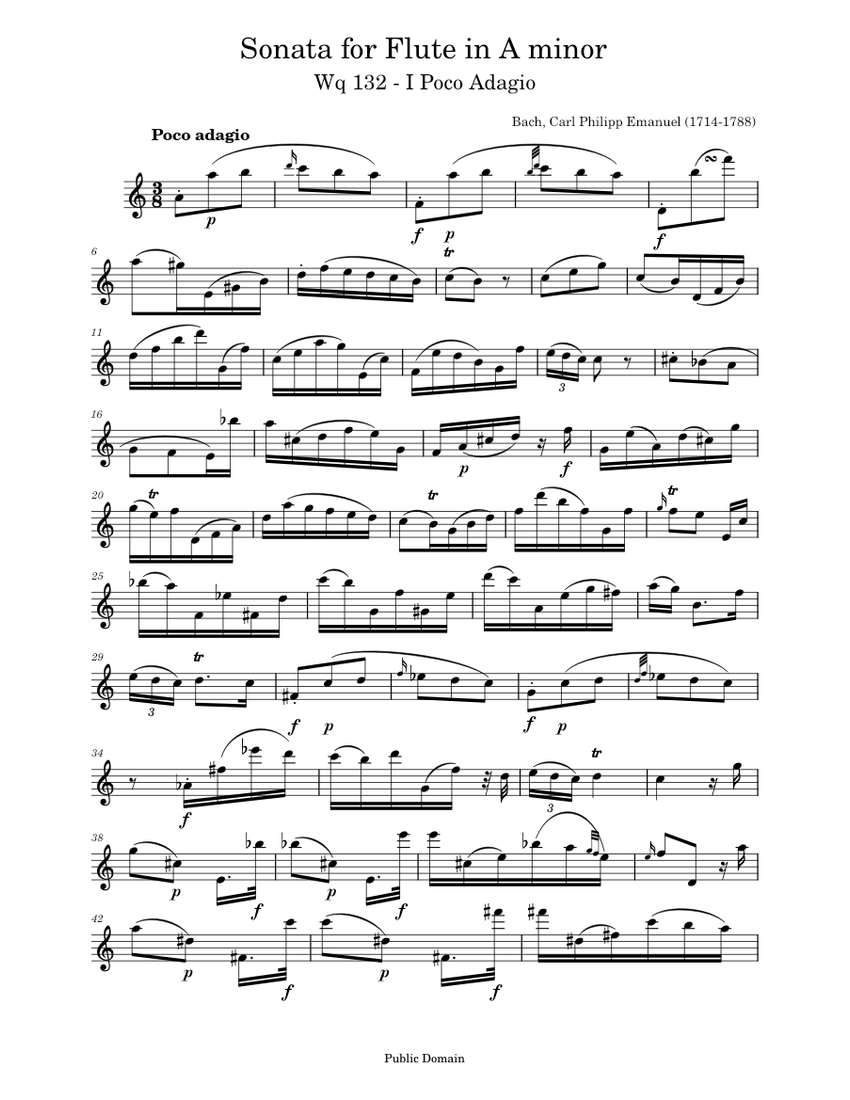 Sonata for Flute in A minor
Wq 132 - I Poco Adagio
Bach, Carl Philipp Emanuel (1714-1788)
Poco adagio
3
8
p
f p
f
6
tr
11
3
16
p f
20
tr tr tr
25
29
tr
3
f p f p
34
tr
f
3
38
p f p f
42
p f p f
Public Domain